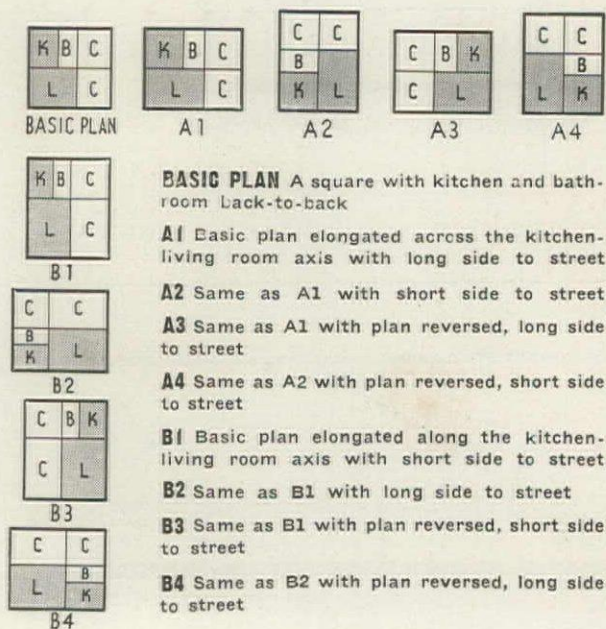 K B C
L C
BASIC PLAN
K B C
L C
A1
C C
B
K L
A2
C B K
C L
A3
C C
B
L K
A4
K B C
L C
B1
C C
B
K L
B2
C B K
C L
B3
C C
B
L K
B4
BASIC PLAN A square with kitchen and bath-
room back-to-back
A1 Basic plan elongated across the kitchen-
living room axis with long side to street
A2 Same as A1 with short side to street
A3 Same as A1 with plan reversed, long side
to street
A4 Same as A2 with plan reversed, short side
to street
B1 Basic plan elongated along the kitchen-
living room axis with short side to street
B2 Same as B1 with long side to street
B3 Same as B1 with plan reversed, short side
to street
B4 Same as B2 with plan reversed, long side
to street